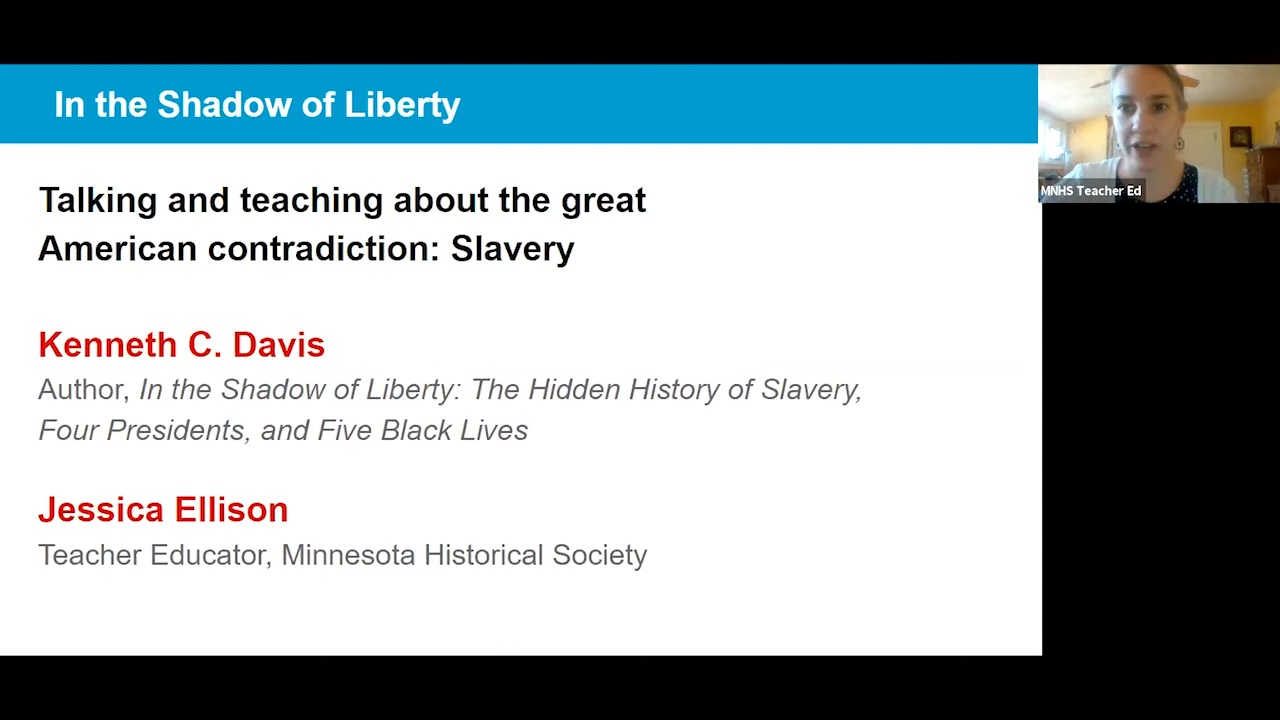 In the Shadow of Liberty
MNHS Teacher Ed
Talking and teaching about the great
American contradiction: Slavery
Kenneth C. Davis
Author, In the Shadow of Liberty: The Hidden History of Slavery,
Four Presidents, and Five Black Lives
Jessica Ellison
Teacher Educator, Minnesota Historical Society